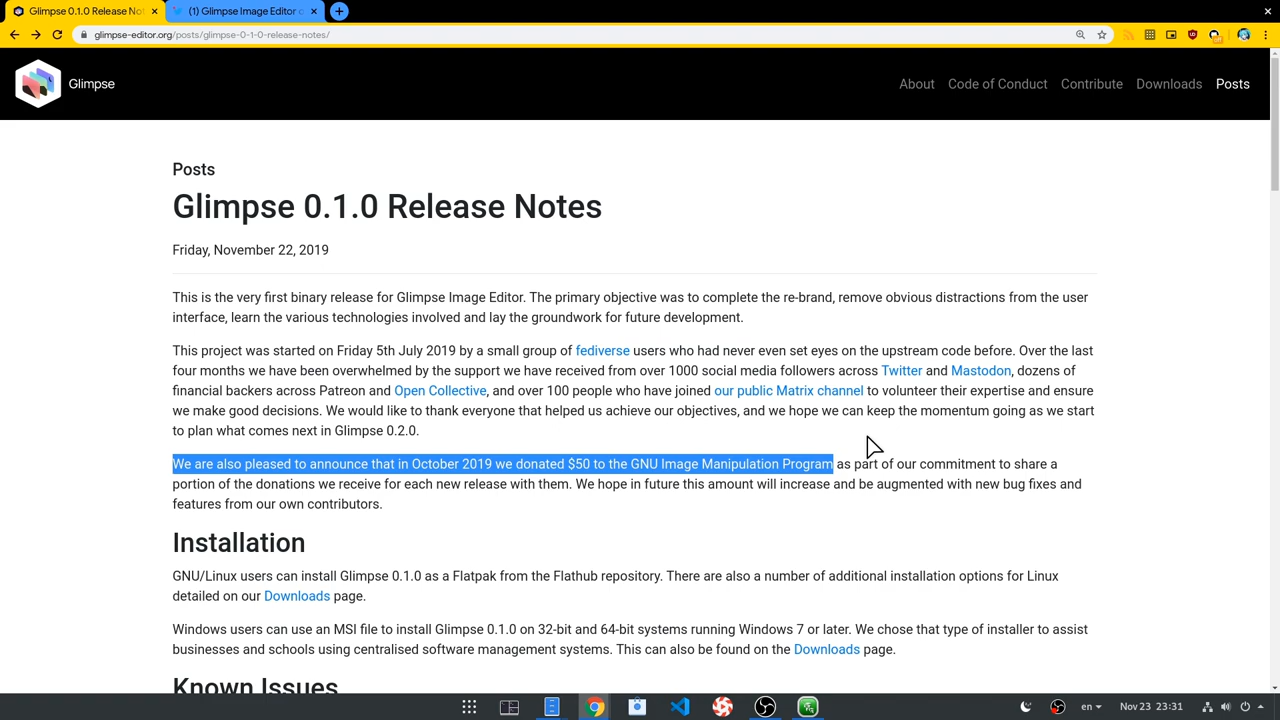 Glimpse 0.1.0 Release No
(1) Glimpse Image Editor o
glimpse-editor.org/posts/glimpse-0-1-0-release-notes/
Glimpse
About Code of Conduct Contribute Downloads Posts
Posts
Glimpse 0.1.0 Release Notes
Friday, November 22, 2019
This is the very first binary release for Glimpse Image Editor. The primary objective was to complete the re-brand, remove obvious distractions from the user
interface, learn the various technologies involved and lay the groundwork for future development.
This project was started on Friday 5th July 2019 by a small group of fediverse users who had never even set eyes on the upstream code before. Over the last
four months we have been overwhelmed by the support we have received from over 1000 social media followers across Twitter and Mastodon, dozens of
financial backers across Patreon and Open Collective, and over 100 people who have joined our public Matrix channel to volunteer their expertise and ensure
we make good decisions. We would like to thank everyone that helped us achieve our objectives, and we hope we can keep the momentum going as we start
to plan what comes next in Glimpse 0.2.0.
We are also pleased to announce that in October 2019 we donated $50 to the GNU Image Manipulation Program as part of our commitment to share a
portion of the donations we receive for each new release with them. We hope in future this amount will increase and be augmented with new bug fixes and
features from our own contributors.
Installation
GNU/Linux users can install Glimpse 0.1.0 as a Flatpak from the Flathub repository. There are also a number of additional installation options for Linux
detailed on our Downloads page.
Windows users can use an MSI file to install Glimpse 0.1.0 on 32-bit and 64-bit systems running Windows 7 or later. We chose that type of installer to assist
businesses and schools using centralised software management systems. This can also be found on the Downloads page.
Known Issues
en
Nov 23 23:31